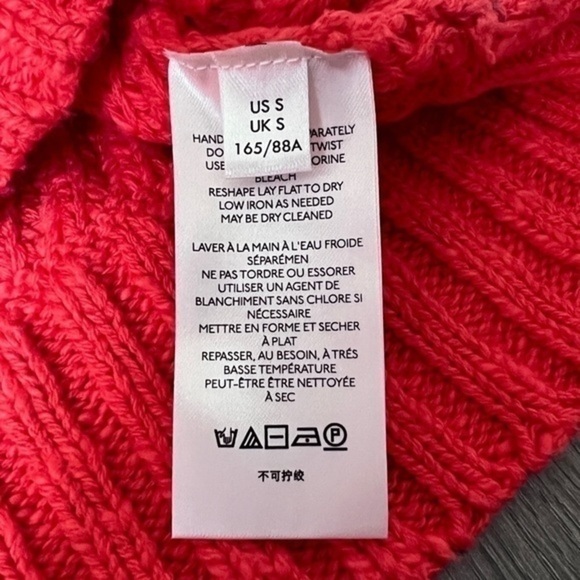 US S
UK S
165/88A
HAND PARATELY
DO TWIST
USE ORINE
BLEACH
RESHAPE LAY FLAT TO DRY
LOW IRON AS NEEDED
MAY BE DRY CLEANED
LAVER À LA MAIN À L'EAU FROIDE
SÉPARÉMEN
NE PAS TORDRE OU ESSORER
UTILISER UN AGENT DE
BLANCHIMENT SANS CHLORE SI
NÉCESSAIRE
METTRE EN FORME ET SECHER
À PLAT
REPASSER, AU BESOIN, À TRÉS
BASSE TEMPÉRATURE
PEUT-ÊTRE ÊTRE NETTOYÉE
À SEC
P
不可拧绞